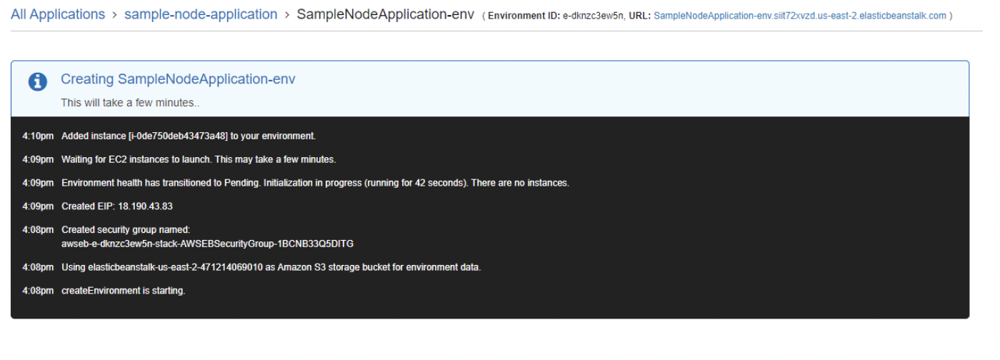 All Applications > sample-node-application > SampleNodeApplication-env ( Environment ID: e-dknzc3ew5n, URL: SampleNodeApplication-env.siit72xvzd.us-east-2.elasticbeanstalk.com )
Creating SampleNodeApplication-env
This will take a few minutes..
4:10pm Added instance [i-0de750deb43473a48] to your environment.
4:09pm Waiting for EC2 instances to launch. This may take a few minutes.
4:09pm Environment health has transitioned to Pending. Initialization in progress (running for 42 seconds). There are no instances.
4:09pm Created EIP: 18.190.43.83
4:08pm Created security group named:
awseb-e-dknzc3ew5n-stack-AWSEBSecurityGroup-1BCNB33Q5DITG
4:08pm Using elasticbeanstalk-us-east-2-471214069010 as Amazon S3 storage bucket for environment data.
4:08pm createEnvironment is starting.